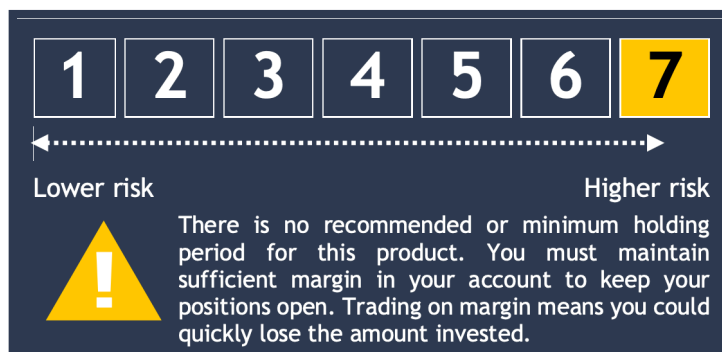 1 2 3 4 5 6 7
Lower risk Higher risk
There is no recommended or minimum holding
period for this product. You must maintain
sufficient margin in your account to keep your
positions open. Trading on margin means you could
quickly lose the amount invested.